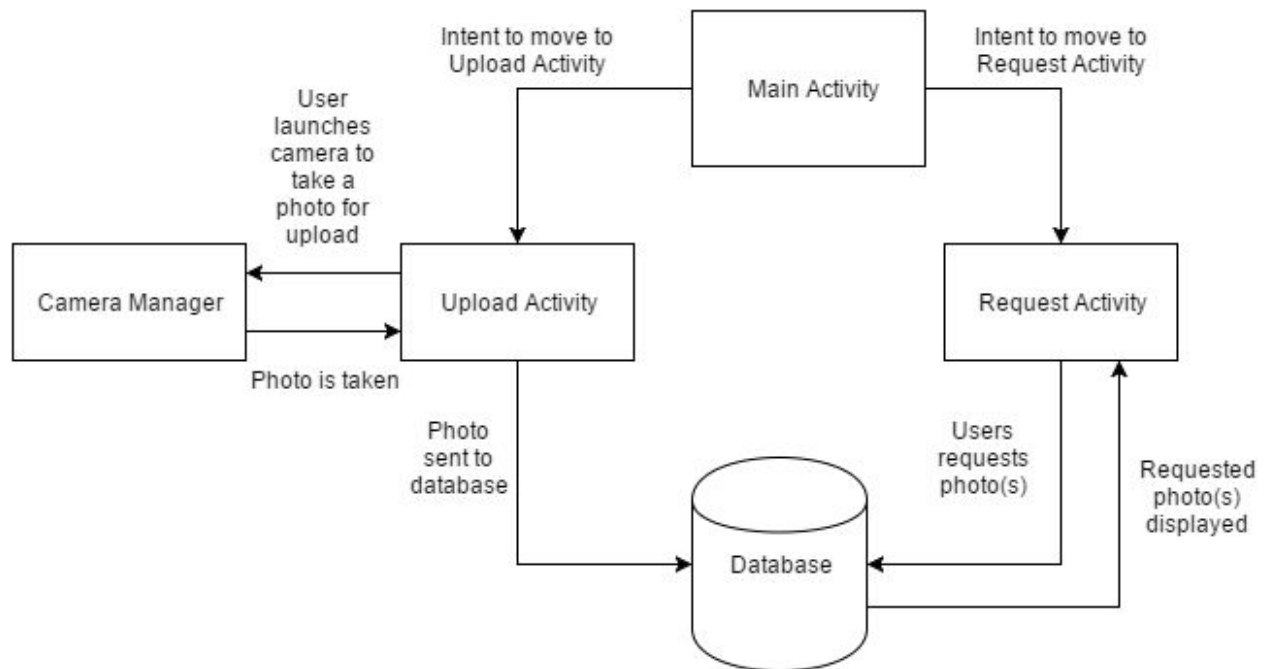 Intent to move to
Upload Activity
Main Activity
Intent to move to
Request Activity
User
launches
camera to
take a
photo for
upload
Camera Manager
Upload Activity
Request Activity
Photo is taken
Photo
sent to
database
Users
requests
photo(s)
Requested
photo(s)
displayed
Database